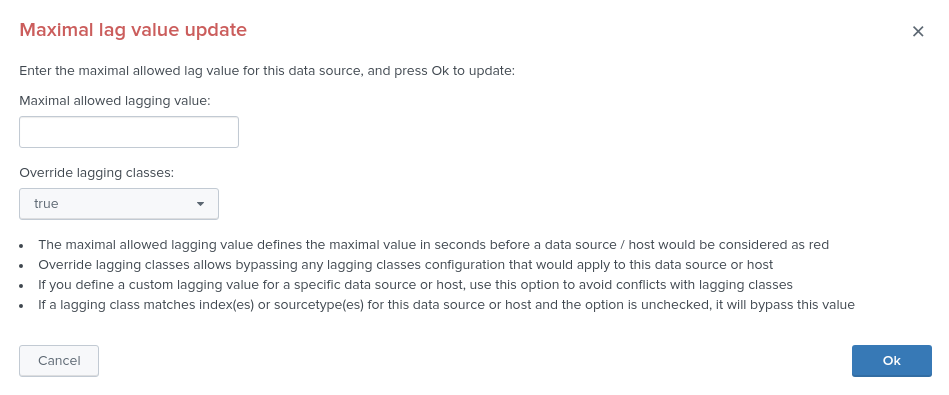 Maximal lag value update
×
Enter the maximal allowed lag value for this data source, and press Ok to update:
Maximal allowed lagging value:
Override lagging classes:
true
• The maximal allowed lagging value defines the maximal value in seconds before a data source / host would be considered as red
• Override lagging classes allows bypassing any lagging classes configuration that would apply to this data source or host
• If you define a custom lagging value for a specific data source or host, use this option to avoid conflicts with lagging classes
• If a lagging class matches index(es) or sourcetype(es) for this data source or host and the option is unchecked, it will bypass this value
Cancel
Ok